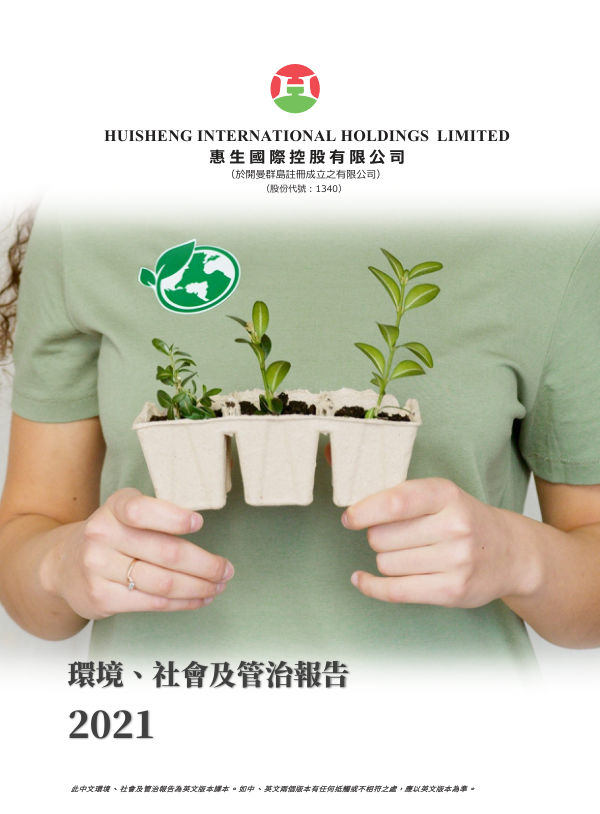 H
HUISHENG INTERNATIONAL HOLDINGS LIMITED
惠生國際控股有限公司
（於開曼群島註冊成立之有限公司）
（股份代號：1340）
環境、社會及管治報告
2021
此中文環境、社會及管治報告為英文版本譯本。如中、英文兩個版本有任何抵觸或不相符之處，應以英文版本為準。